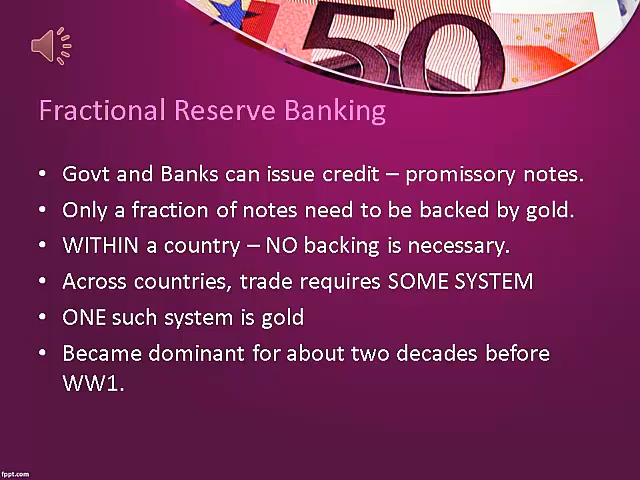 50
Fractional Reserve Banking
• Govt and Banks can issue credit – promissory notes.
• Only a fraction of notes need to be backed by gold.
• WITHIN a country – NO backing is necessary.
• Across countries, trade requires SOME SYSTEM
• ONE such system is gold
• Became dominant for about two decades before
WW1.
fppt.com